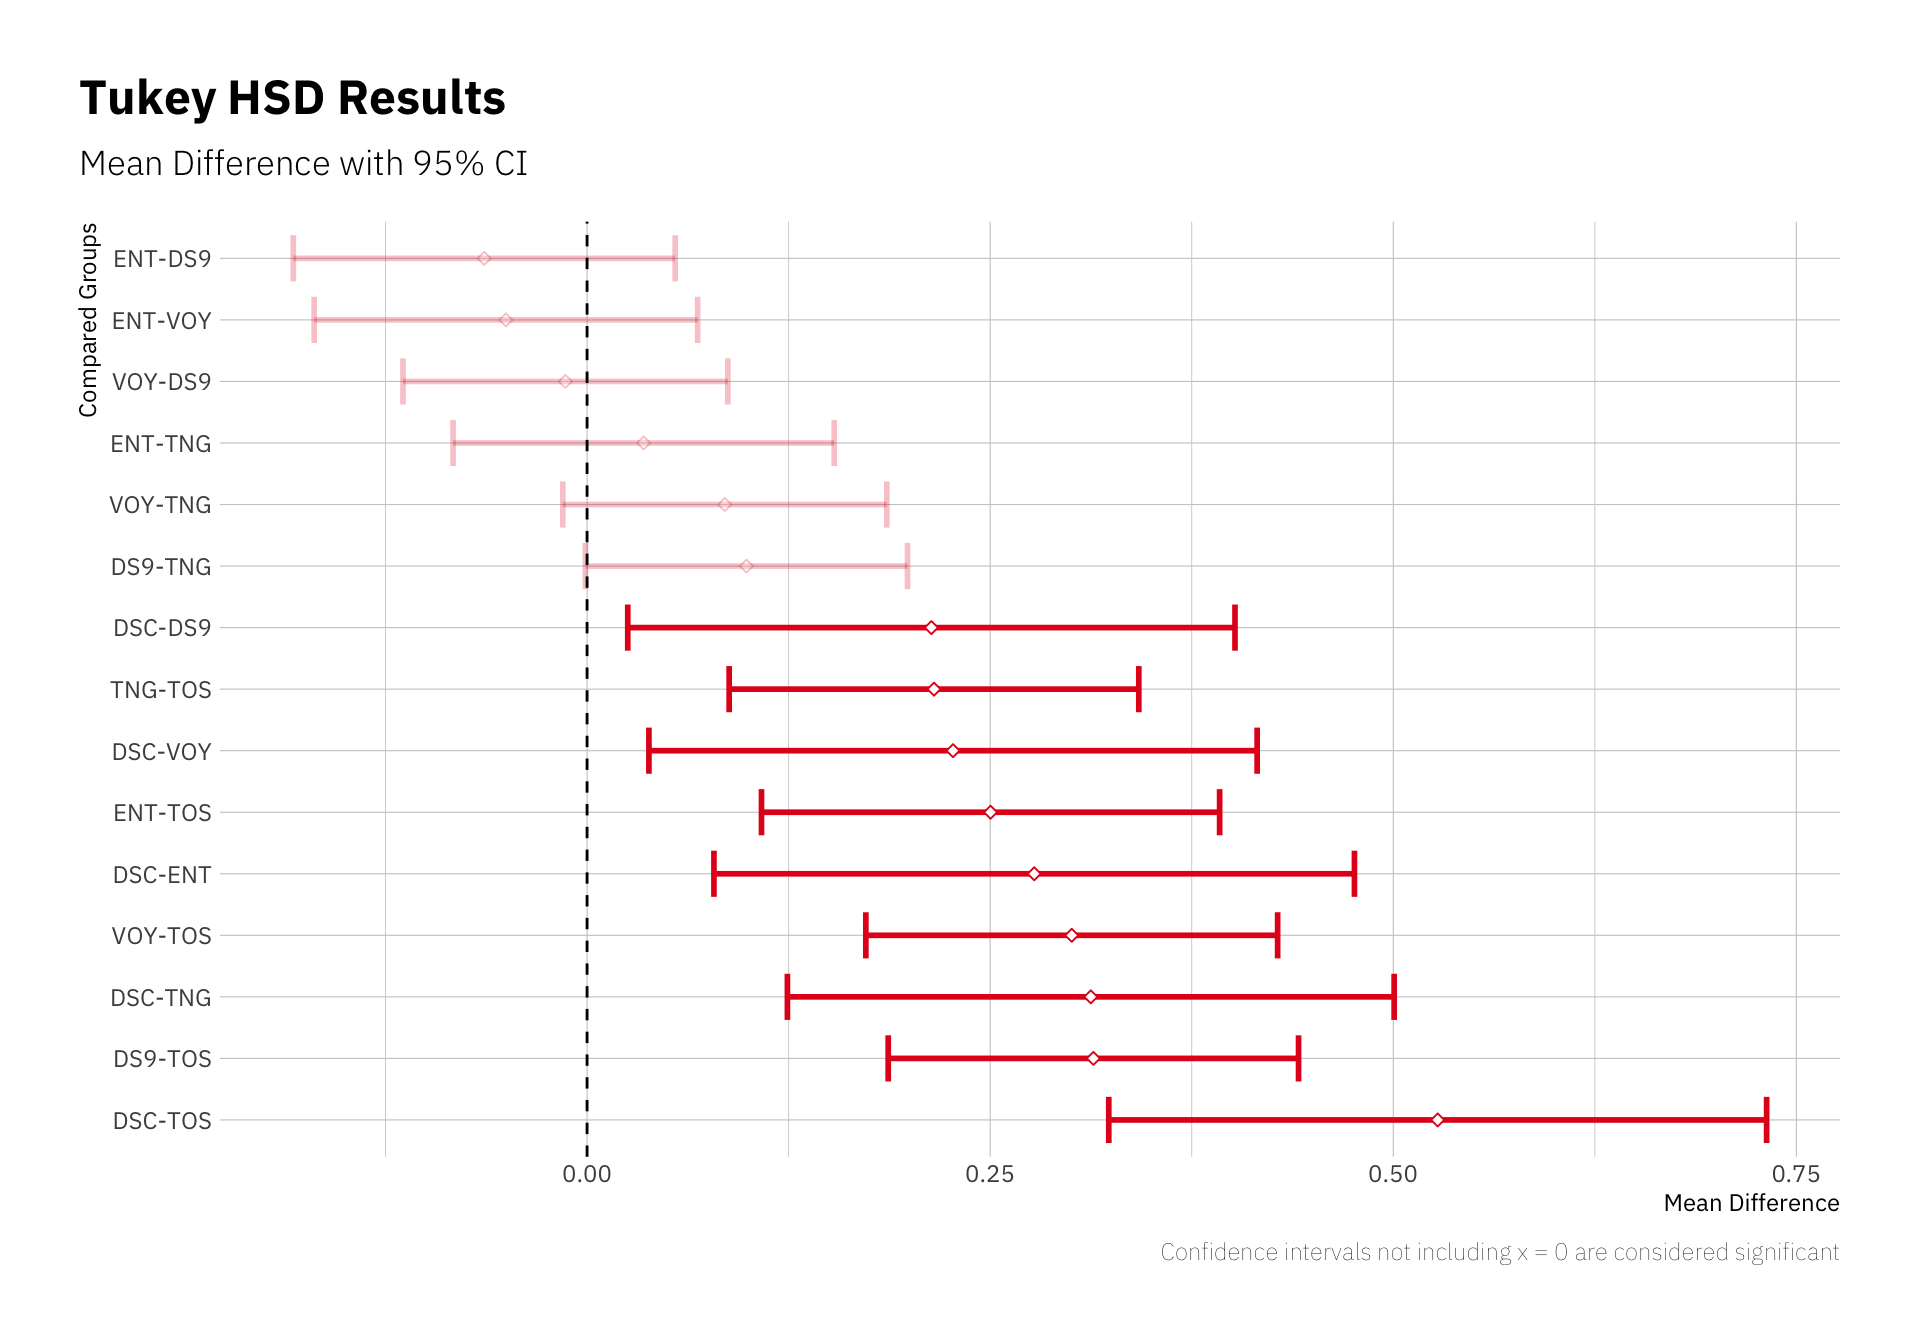 Tukey HSD Results
Mean Difference with 95% CI
Compared Groups
ENT-DS9
ENT-VOY
VOY-DS9
ENT-TNG
VOY-TNG
DS9-TNG
DSC-DS9
TNG-TOS
DSC-VOY
ENT-TOS
DSC-ENT
VOY-TOS
DSC-TNG
DS9-TOS
DSC-TOS
0.00 0.25 0.50 0.75
Mean Difference
Confidence intervals not including x = 0 are considered significant